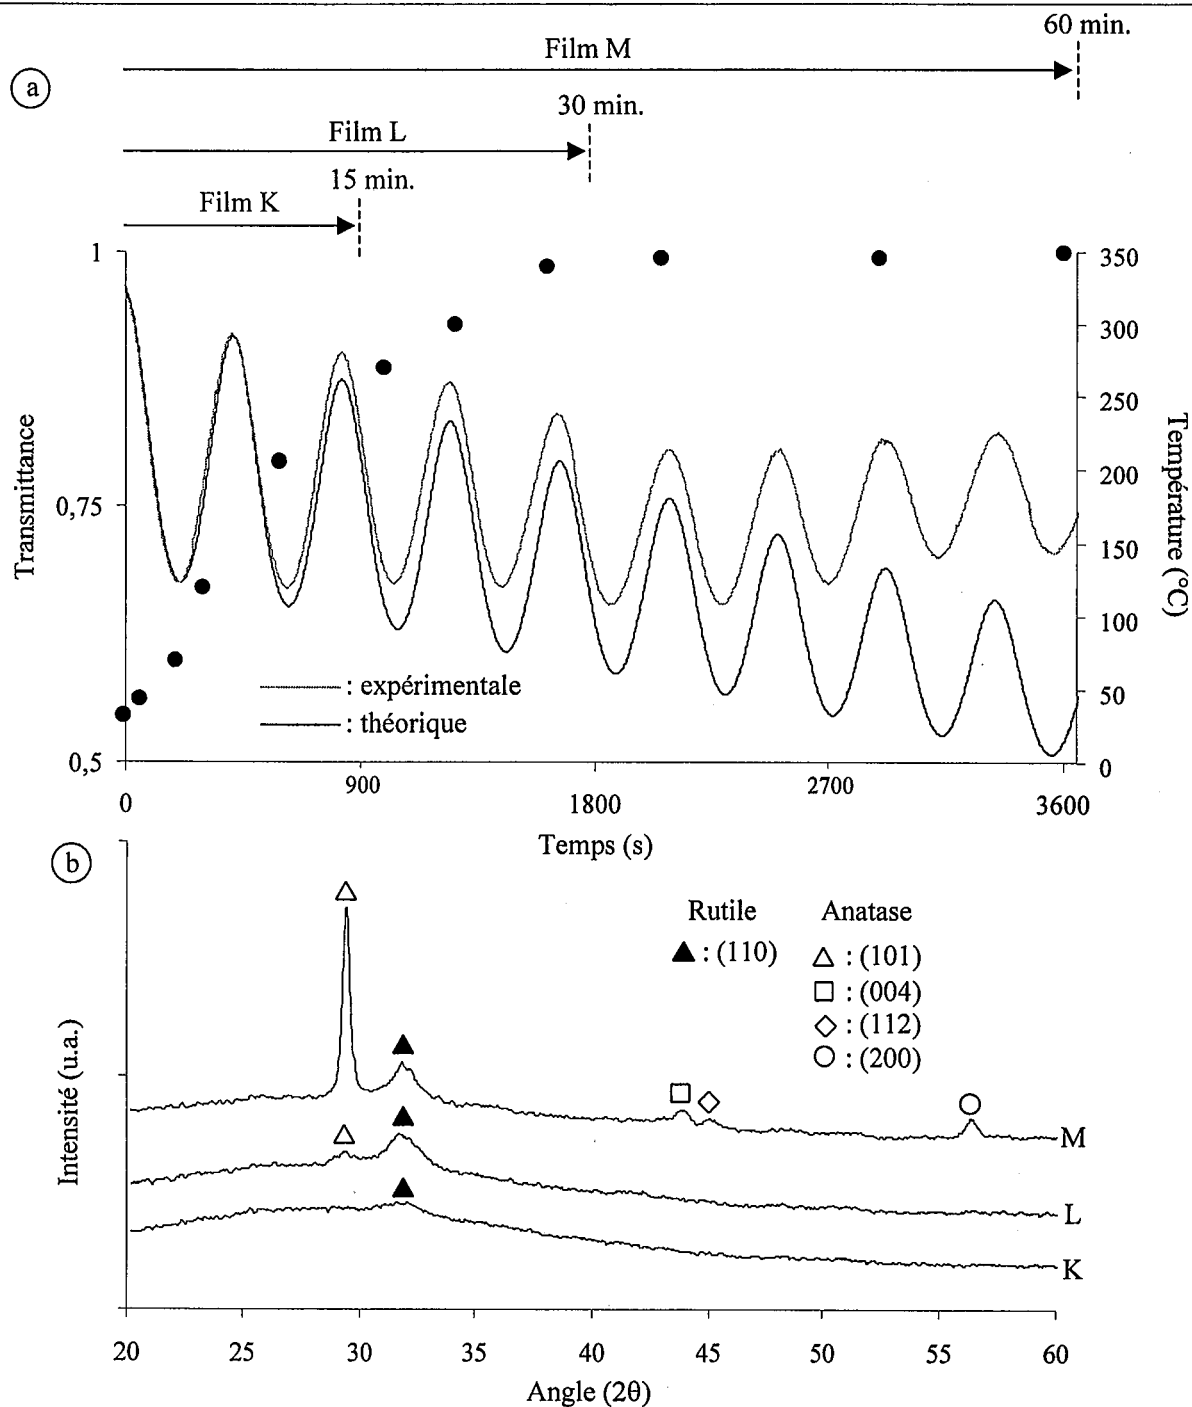 60 min.
Film M
a
30 min.
Film L
15 min.
Film K
1
350
300
250
200
150
100
50
0
0,75
0,5
Transmittance
Température (°C)
: expérimentale
: théorique
0
900
1800
2700
3600
Temps (s)
b
Rutile
Anatase
: (110)
: (101)
: (004)
: (112)
: (200)
Intensité (u.a.)
M
L
K
20
25
30
35
40
45
50
55
60
Angle (2θ)